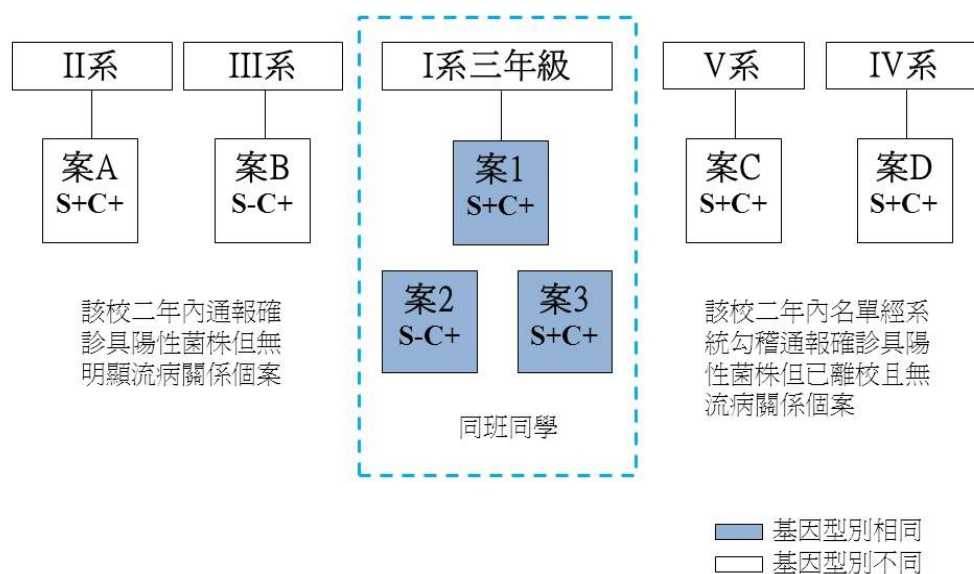 II系
III系
I系三年級
V系
IV系
案A
S+C+
案B
S-C+
案1
S+C+
案C
S+C+
案D
S+C+
案2
S-C+
案3
S+C+
該校二年內通報確
診具陽性菌株但無
明顯流病關係個案
同班同學
該校二年內名單經系
統勾稽通報確診具陽
性菌株但已離校且無
流病關係個案
基因型別相同
基因型別不同